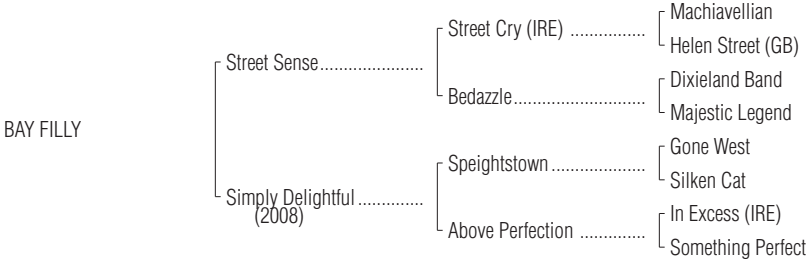 Machiavellian
Street Cry (IRE) ................
Helen Street (GB)
Street Sense......................
Dixieland Band
Bedazzle............................
Majestic Legend
BAY FILLY
Gone West
Speightstown ....................
Silken Cat
Simply Delightful ..............
(2008)
In Excess (IRE)
Above Perfection ..............
Something Perfect